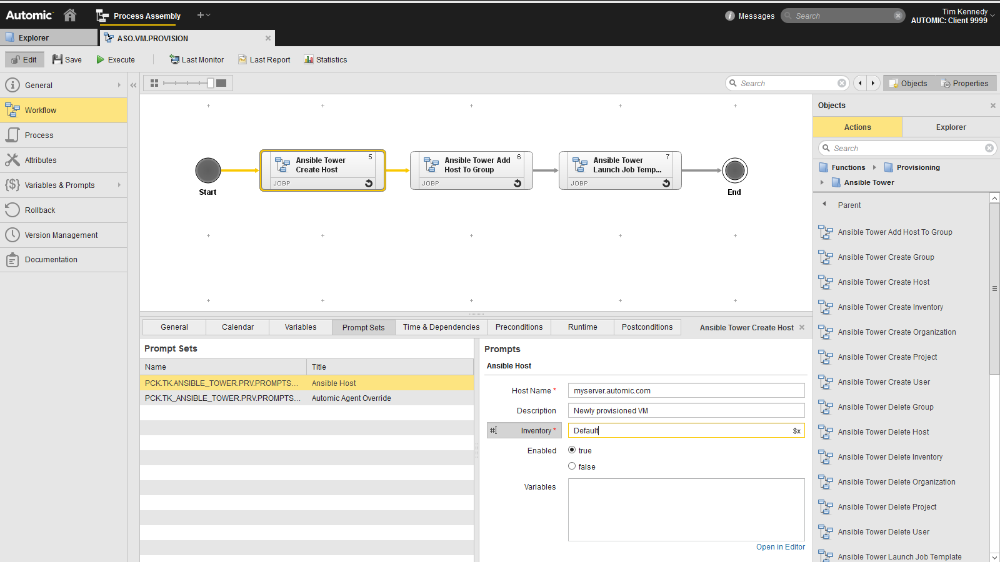 Automic
Process Assembly
Messages
Search
Tim Kennedy
AUTOMIC: Client 9999
Explorer
ASO.VM.PROVISION
Edit
Save
Execute
Last Monitor
Last Report
Statistics
General
Workflow
Process
Attributes
Variables & Prompts
Rollback
Version Management
Documentation
Search
Objects
Properties
Start
Ansible Tower
Create Host
5
JOBP
Ansible Tower Add
Host To Group
6
JOBP
Ansible Tower
Launch Job Temp...
7
JOBP
End
General
Calendar
Variables
Prompt Sets
Time & Dependencies
Preconditions
Runtime
Postconditions
Ansible Tower Create Host
Prompt Sets
Name
Title
PCK.TK.ANSIBLE_TOWER.PRV.PROMPTS...
Ansible Host
PCK.TK_ANSIBLE_TOWER.PRV.PROMPTS...
Automic Agent Override
Prompts
Ansible Host
Host Name *
myserver.automic.com
Description
Newly provisioned VM
Inventory *
Default
$x
Enabled
true
false
Variables
Open in Editor
Objects
Actions
Explorer
Search
Functions
Provisioning
Ansible Tower
Parent
Ansible Tower Add Host To Group
Ansible Tower Create Group
Ansible Tower Create Host
Ansible Tower Create Inventory
Ansible Tower Create Organization
Ansible Tower Create Project
Ansible Tower Create User
Ansible Tower Delete Group
Ansible Tower Delete Host
Ansible Tower Delete Inventory
Ansible Tower Delete Organization
Ansible Tower Delete Project
Ansible Tower Delete User
Ansible Tower Launch Job Template